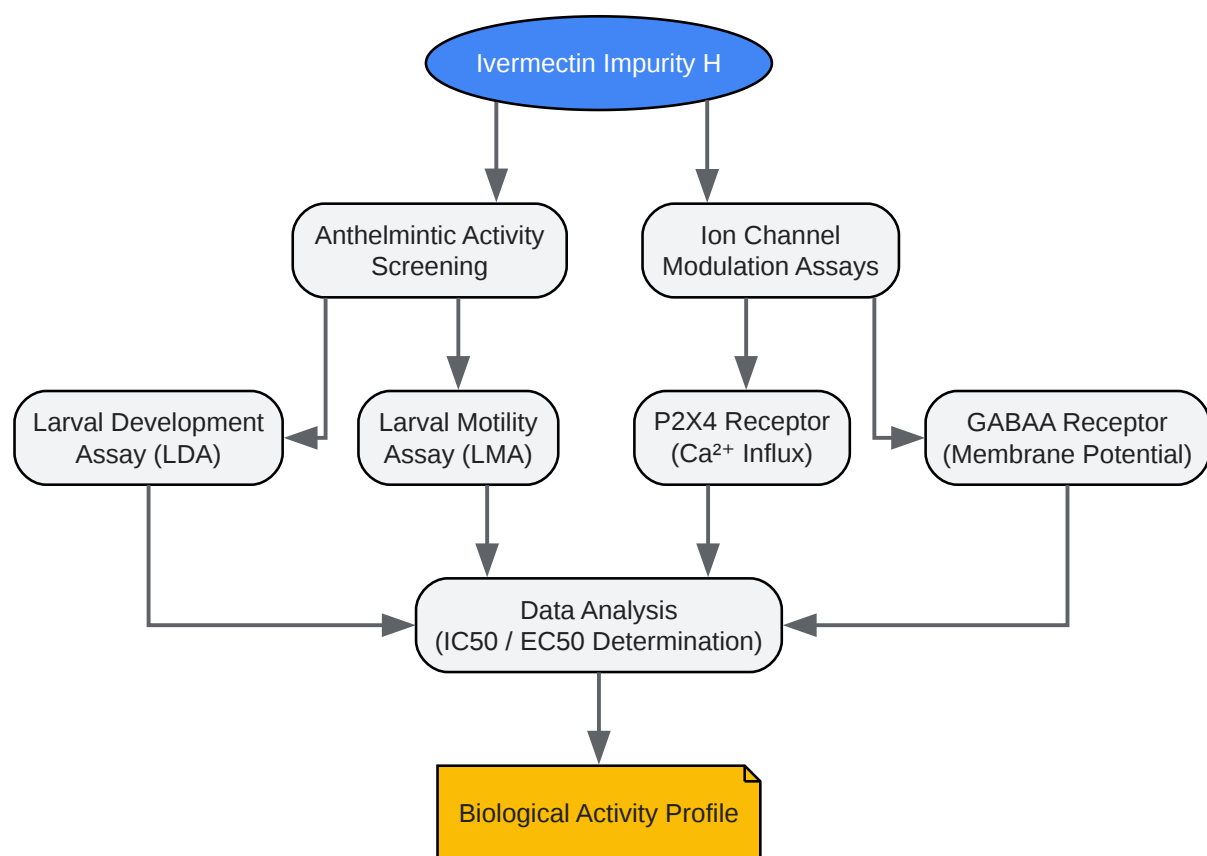 Ivermectin Impurity H
Anthelmintic Activity
Screening
Ion Channel
Modulation Assays
Larval Development
Assay (LDA)
Larval Motility
Assay (LMA)
P2X4 Receptor
(Ca²⁺ Influx)
GABAA Receptor
(Membrane Potential)
Data Analysis
(IC50 / EC50 Determination)
Biological Activity Profile